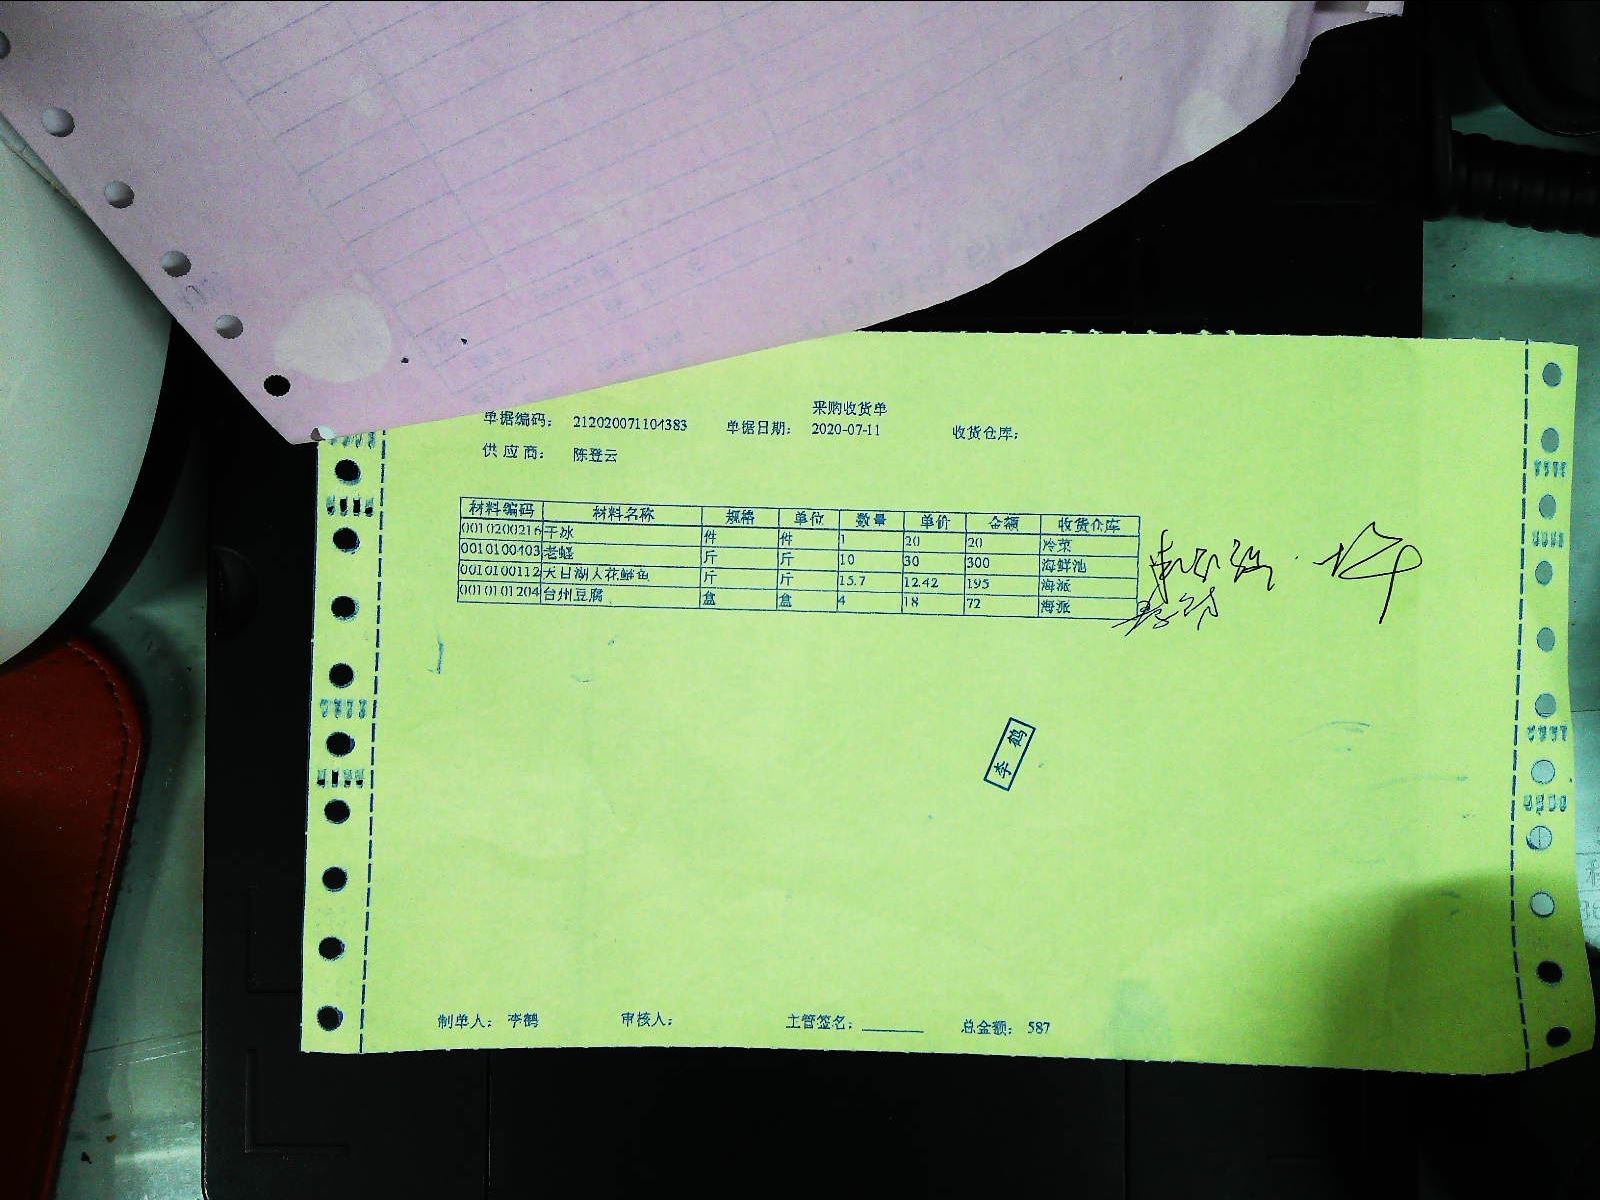 采购收货单
单据编码： 212020071104383 单据日期： 2020-07-11 收货仓库：
供应商： 陈登云
材料编码 材料名称 规格 单位 数量 单价 金额 收货仓库
0010200216 干冰 件 件 1 20 20 冷菜
0010100403 老蛏 斤 斤 10 30 300 海鲜池
0010100112 天目湖大花鲢鱼 斤 斤 15.7 12.42 195 海派
0010101204 台州豆腐 盒 盒 4 18 72 海派
李鹤
制单人： 李鹤 审核人： 主管签名： 总金额： 587